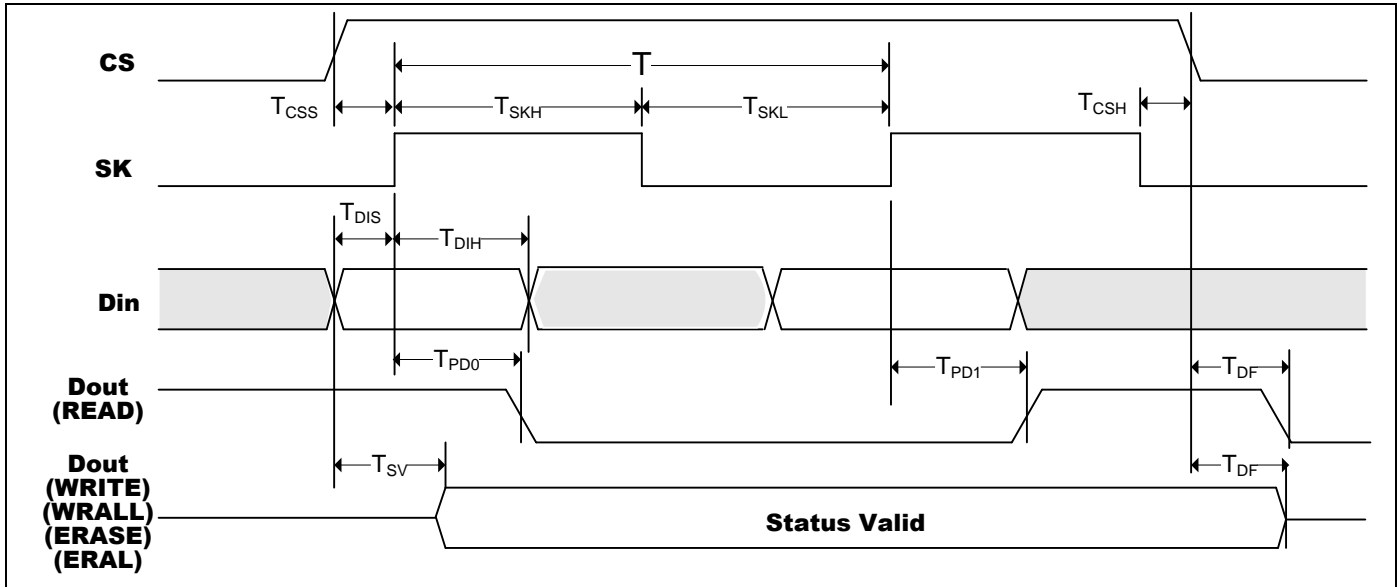 CS
T
TCSS
TSKH
TSKL
TCSH
SK
TDIS
TDIH
Din
TPD0
TPD1
TDF
Dout
(READ)
TSV
TDF
Dout
(WRITE)
(WRALL)
(ERASE)
(ERAL)
Status Valid